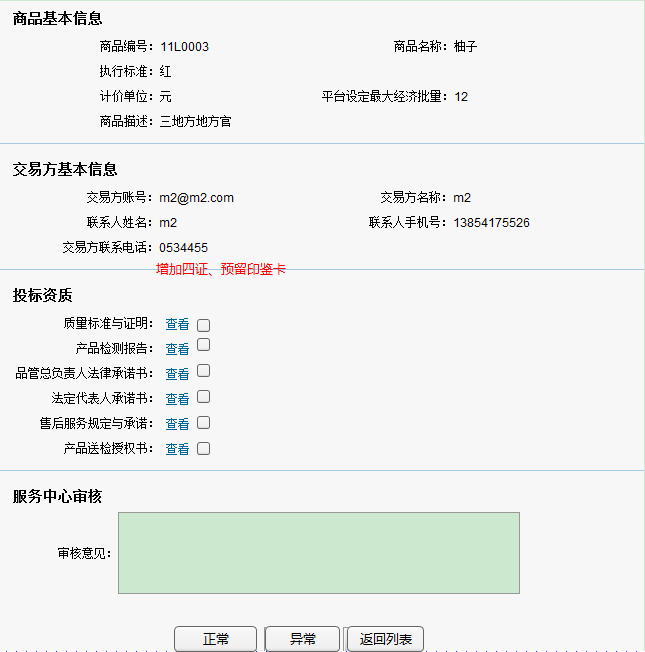 商品基本信息
商品编号： 11L0003 商品名称： 柚子
执行标准： 红
计价单位： 元 平台设定最大经济批量： 12
商品描述： 三地方地方官
交易方基本信息
交易方账号： m2@m2.com 交易方名称： m2
联系人姓名： m2 联系人手机号： 13854175526
交易方联系电话： 0534455
增加四证、预留印鉴卡
投标资质
质量标准与证明： 查看
产品检测报告： 查看
品管总负责人法律承诺书： 查看
法定代表人承诺书： 查看
售后服务规定与承诺： 查看
产品送检授权书： 查看
服务中心审核
审核意见：
正常 异常 返回列表